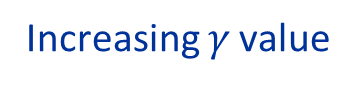 Increasing γ value